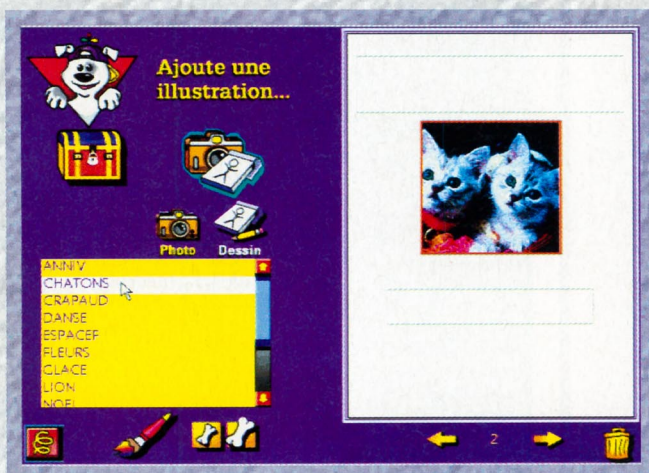 Ajoute une
illustration...
Photo
Dessin
ANNIV
CHATONS
CRAPAUD
DANSE
ESPACEF
FLEURS
GLACE
LION
NOEL
2